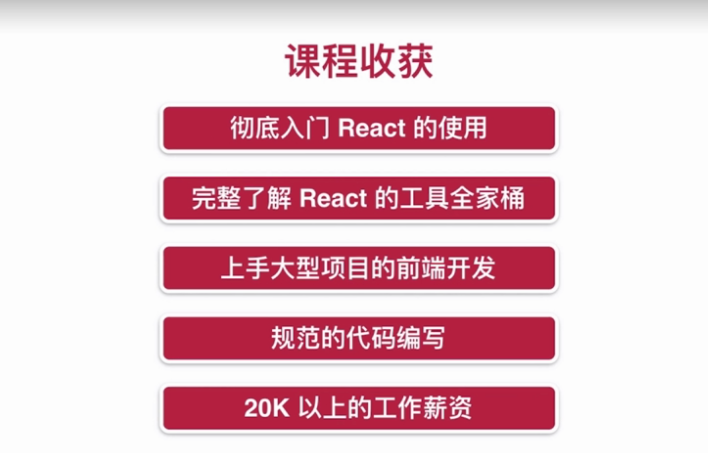 课程收获
彻底入门 React 的使用
完整了解 React 的工具全家桶
上手大型项目的前端开发
规范的代码编写
20K 以上的工作薪资